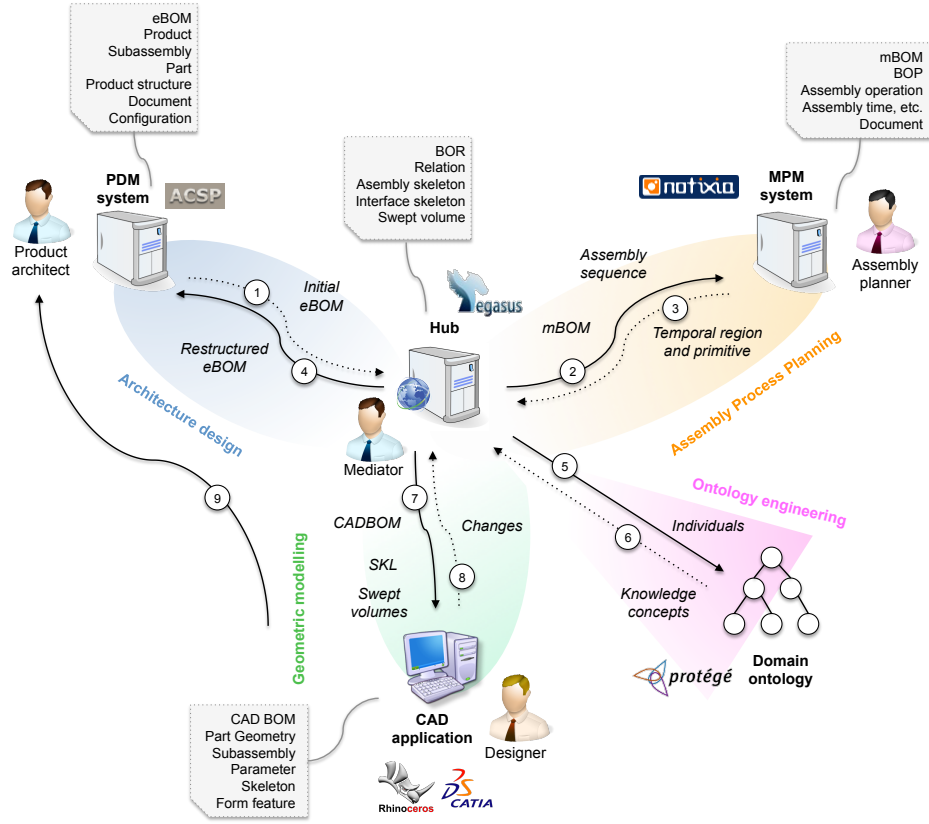 eBOM
Product
Subassembly
Part
Product structure
Document
Configuration
mBOM
BOP
Assembly operation
Assembly time, etc.
Document
BOR
Relation
Asembly skeleton
Interface skeleton
Swept volume
PDM
system
ACSP
Product
architect
notixia
MPM
system
Assembly
planner
1
Initial
eBOM
Restructured
eBOM
4
Architecture design
Pegasus
Hub
Mediator
Assembly
sequence
3
mBOM
2
Temporal region
and primitive
Assembly Process Planning
5
Ontology engineering
6
Individuals
Knowledge
concepts
protégé
Domain
ontology
7
CADBOM
Changes
SKL
8
Swept
volumes
Geometric modelling
9
CAD
application
Designer
Rhinoceros
DS
CATIA
CAD BOM
Part Geometry
Subassembly
Parameter
Skeleton
Form feature